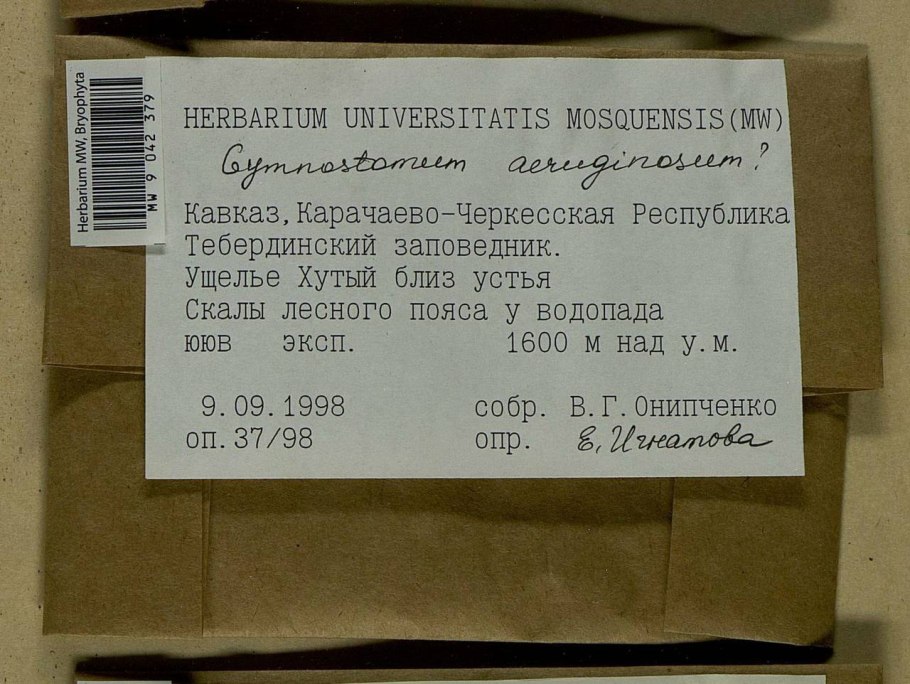 Herbarium MW, Bryophyta
MW 9 042 379
HERBARIUM UNIVERSITATIS MOSQUENSIS(MW)
Gymnostomum aeruginosum?
Кавказ, Карачаево-Черкесская Республика
Тебердинский заповедник.
Ущелье Хутый близ устья
Скалы лесного пояса у водопада
ююв эксп. 1600 м над у.м.
9.09.1998 собр. В.Г.Онипченко
оп.37/98 опр. Е. Игнатова